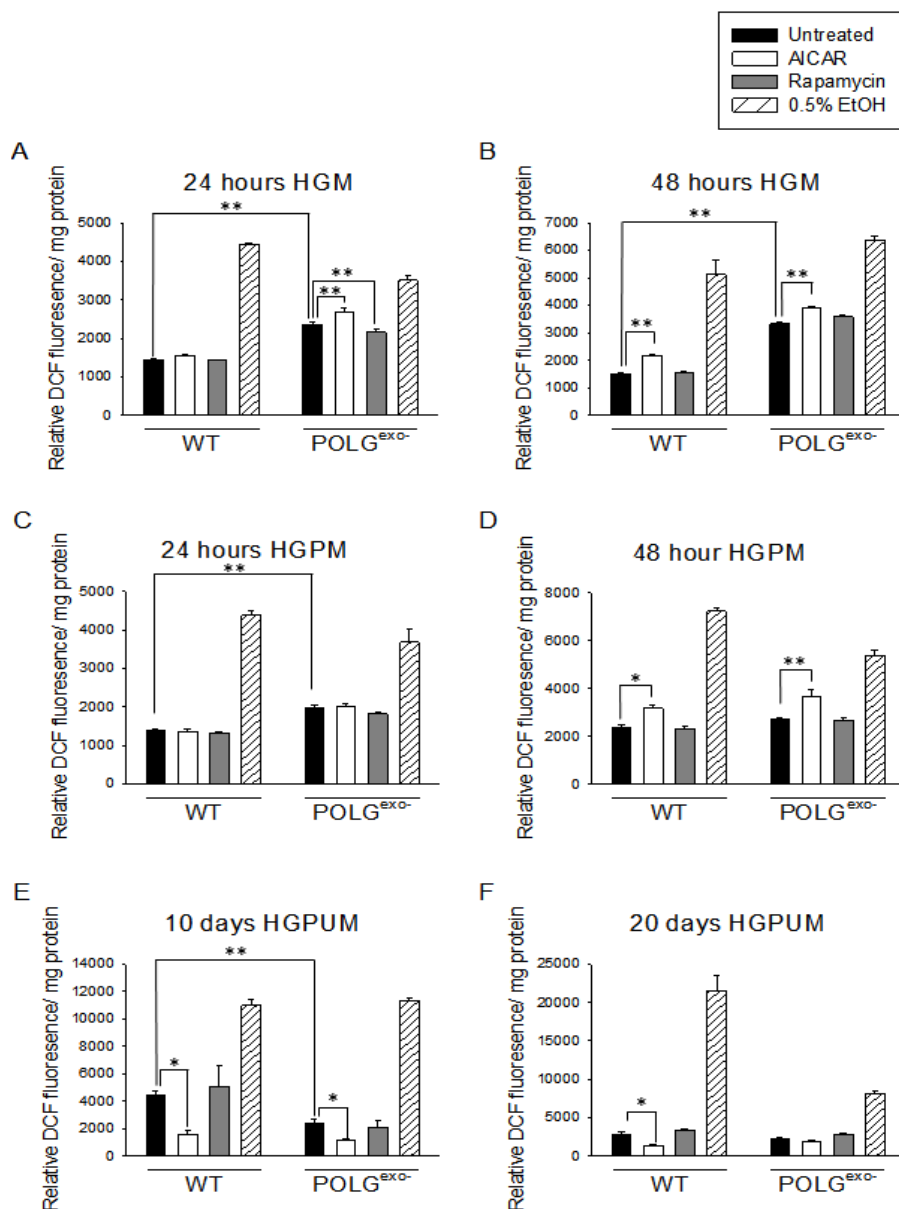 Untreated
AICAR
Rapamycin
0.5% EtOH
A
24 hours HGM
Relative DCF fluoresence/ mg protein
5000
4000
3000
2000
1000
0
**
**
**
WT
POLGexo-
B
48 hours HGM
Relative DCF fluoresence/ mg protein
7000
6000
5000
4000
3000
2000
1000
0
**
**
**
WT
POLGexo-
C
24 hours HGPM
Relative DCF fluoresence/ mg protein
5000
4000
3000
2000
1000
0
**
WT
POLGexo-
D
48 hour HGPM
Relative DCF fluoresence/ mg protein
8000
6000
4000
2000
0
*
**
WT
POLGexo-
E
10 days HGPUM
Relative DCF fluoresence/ mg protein
14000
12000
10000
8000
6000
4000
2000
0
**
*
*
WT
POLGexo-
F
20 days HGPUM
Relative DCF fluoresence/ mg protein
25000
20000
15000
10000
5000
0
*
WT
POLGexo-